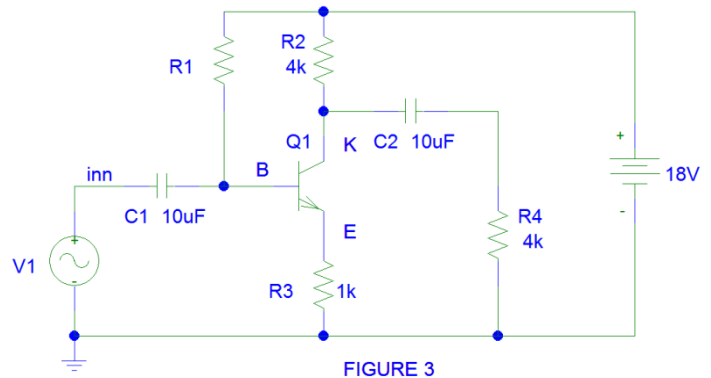 R1
R2
4k
Q1
K
C2 10uF
+
18V
-
B
inn
C1 10uF
E
R4
4k
V1
+
-
R3
1k
FIGURE 3